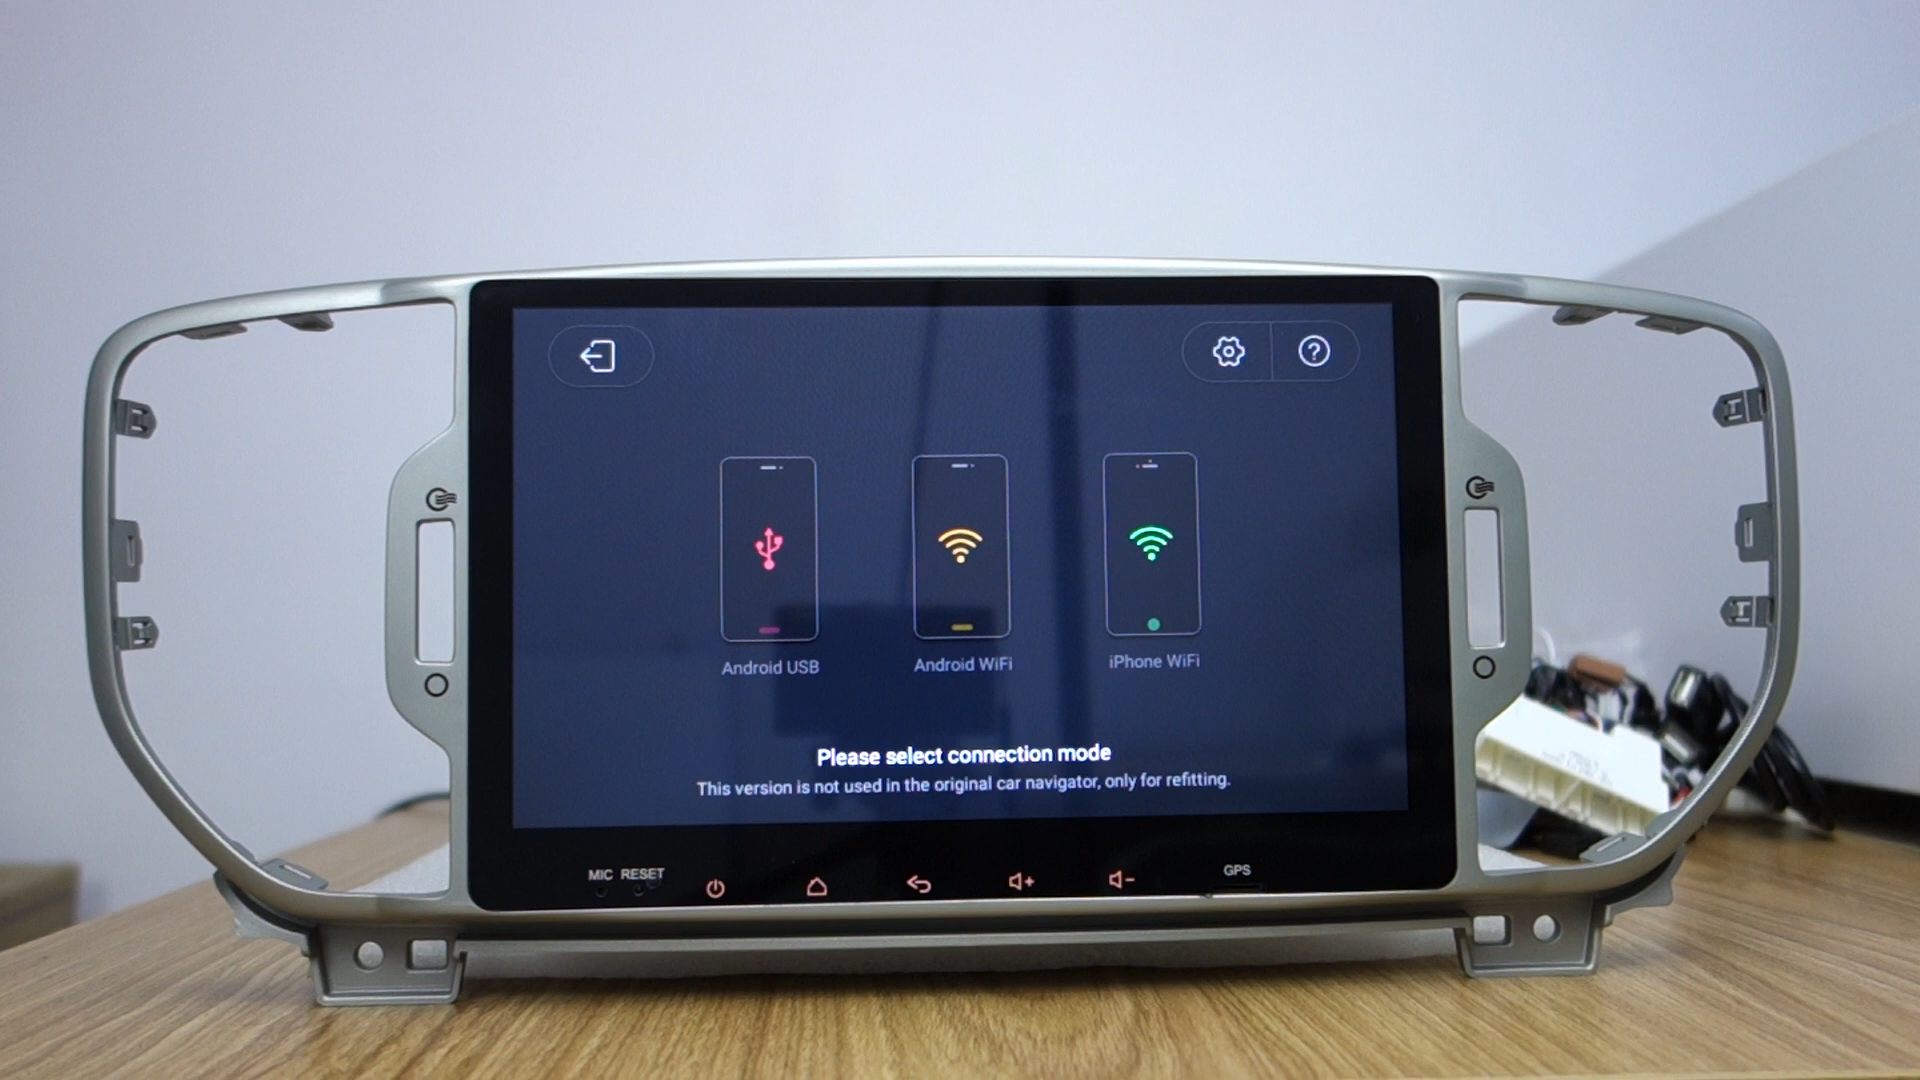 Android USB
Android WiFi
iPhone WiFi
Please select connection mode
This version is not used in the original car navigator, only for refitting.
MIC RESET
GPS